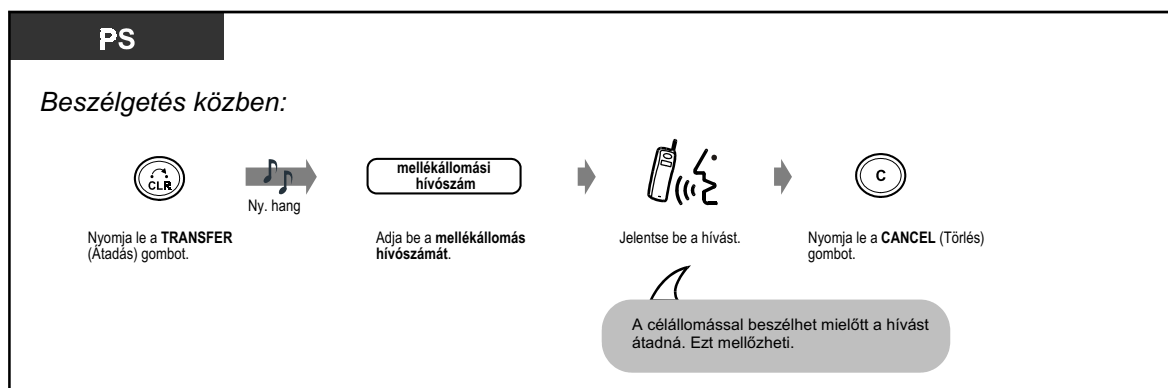 PS
Beszélgetés közben:
CLR
Ny. hang
mellékállomási
hívószám
C
Nyomja le a TRANSFER
(Átadás) gombot.
Adja be a mellékállomás
hívószámát.
Jelentse be a hívást.
Nyomja le a CANCEL (Törlés)
gombot.
A célállomással beszélhet mielőtt a hívást
átadná. Ezt mellőzheti.